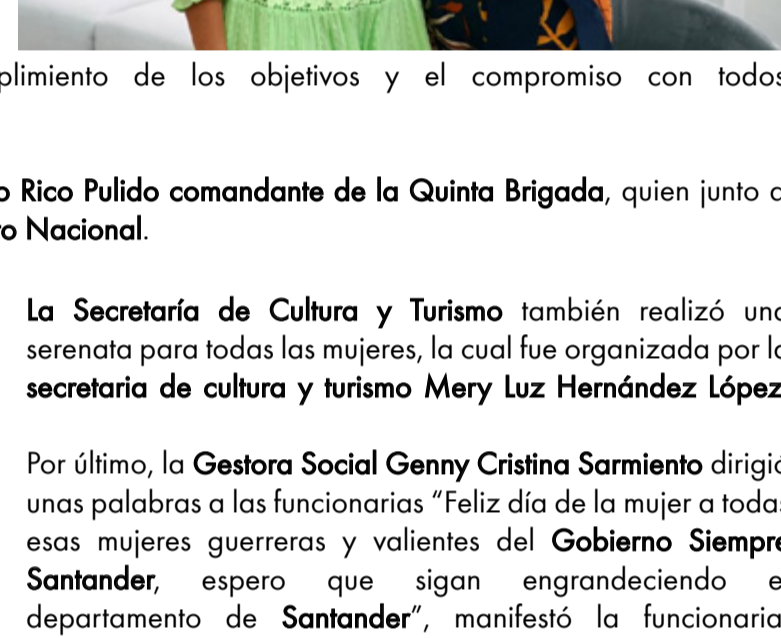 plimiento de los objetivos y el compromiso con todos
o Rico Pulido comandante de la Quinta Brigada, quien junto a
ro Nacional.
La Secretaría de Cultura y Turismo también realizó una
serenata para todas las mujeres, la cual fue organizada por la
secretaria de cultura y turismo Mery Luz Hernández López
Por último, la Gestora Social Genny Cristina Sarmiento dirigió
unas palabras a las funcionarias “Feliz día de la mujer a todas
esas mujeres guerreras y valientes del Gobierno Siempre
Santander, espero que sigan engrandeciendo e
departamento de Santander”, manifestó la funcionaria